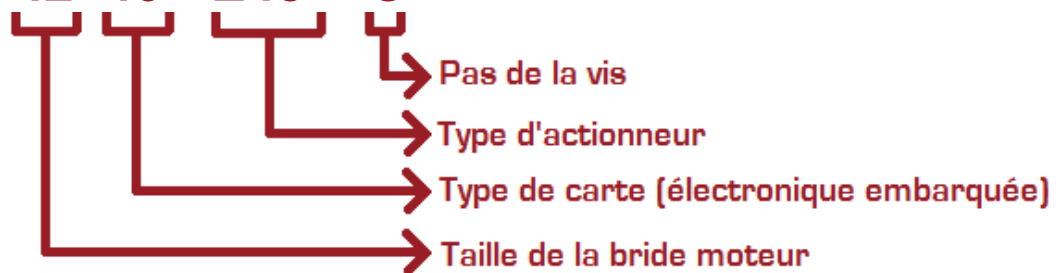 Pas de la vis
Type d'actionneur
Type de carte (électronique embarquée)
Taille de la bride moteur